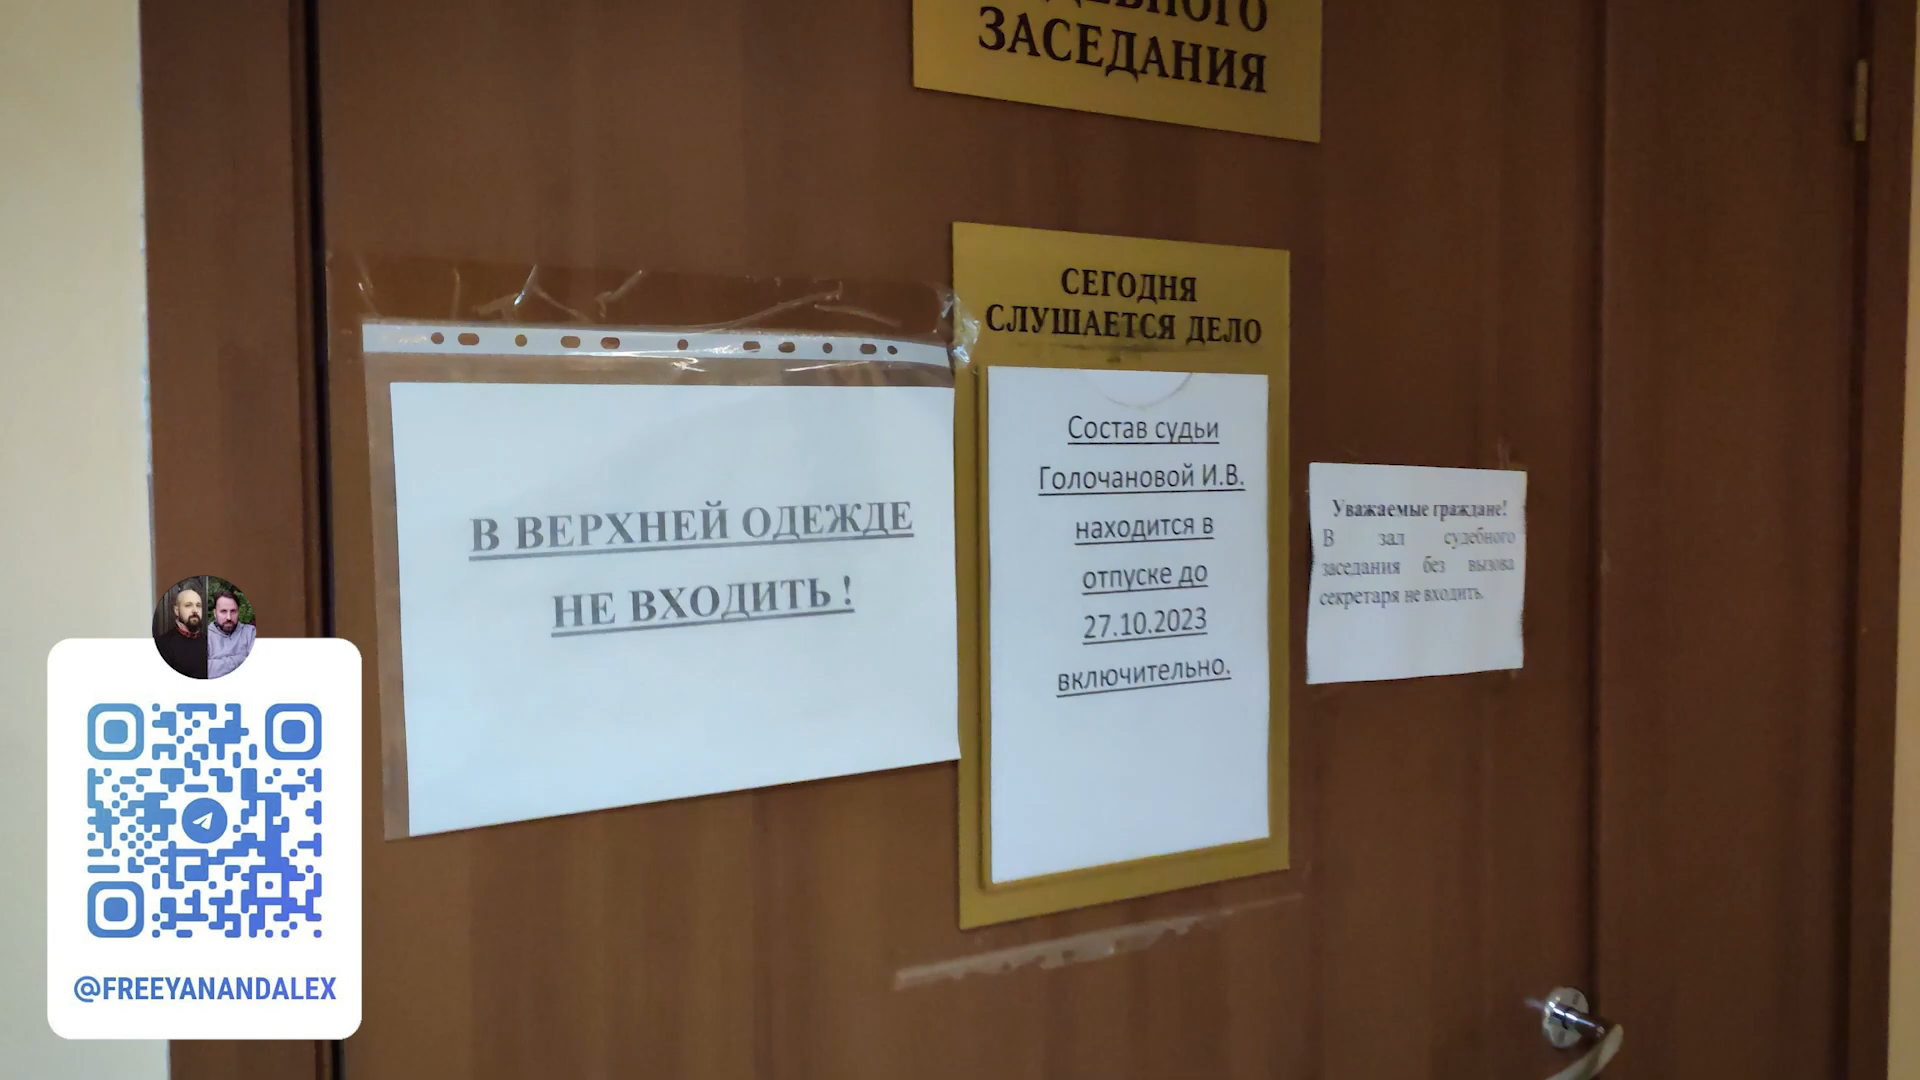 ЗАСЕДАНИЯ
В ВЕРХНЕЙ ОДЕЖДЕ
НЕ ВХОДИТЬ !
СЕГОДНЯ
СЛУШАЕТСЯ ДЕЛО
Состав судьи
Голочановой И.В.
находится в
отпуске до
27.10.2023
включительно.
Уважаемые граждане!
В зал судебного
заседания без вызова
секретаря не входить.
@FREEYANANDALEX